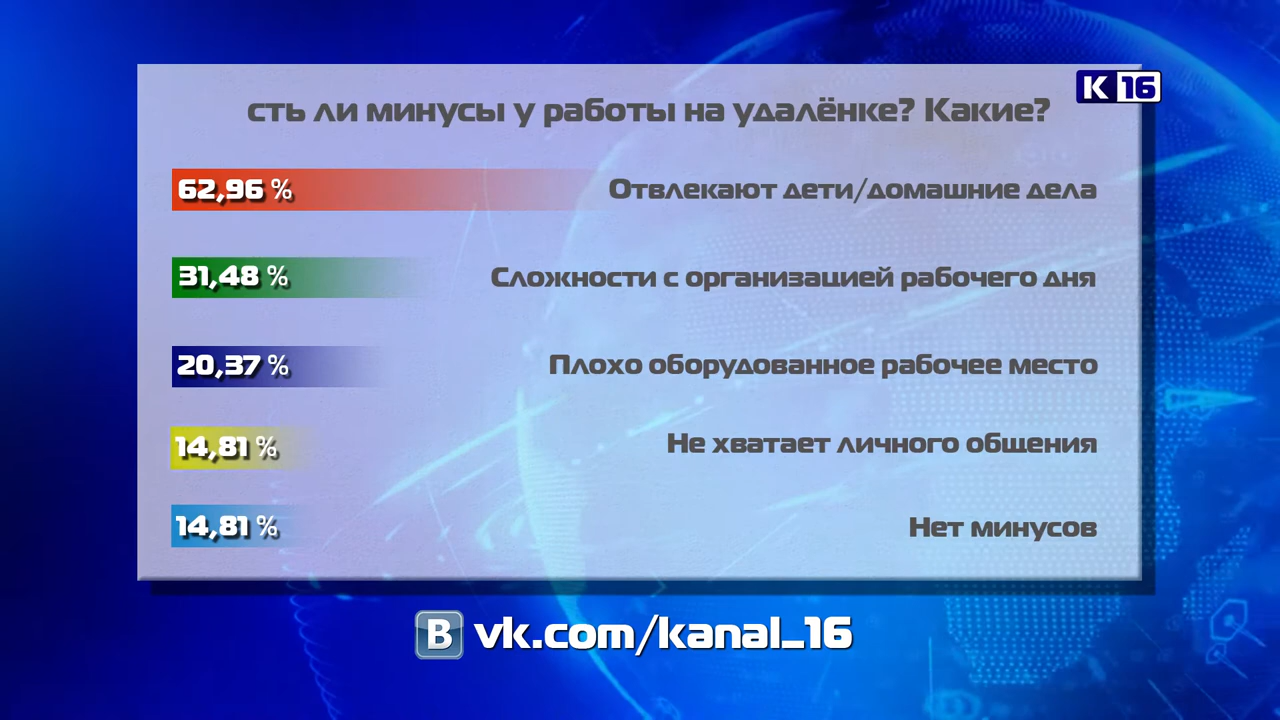 К 16
сть ли минусы у работы на удалёнке? Какие?
62,96 % Отвлекают дети/домашние дела
31,48 % Сложности с организацией рабочего дня
20,37 % Плохо оборудованное рабочее место
14,81 % Не хватает личного общения
14,81 % Нет минусов
В vk.com/kanal_16